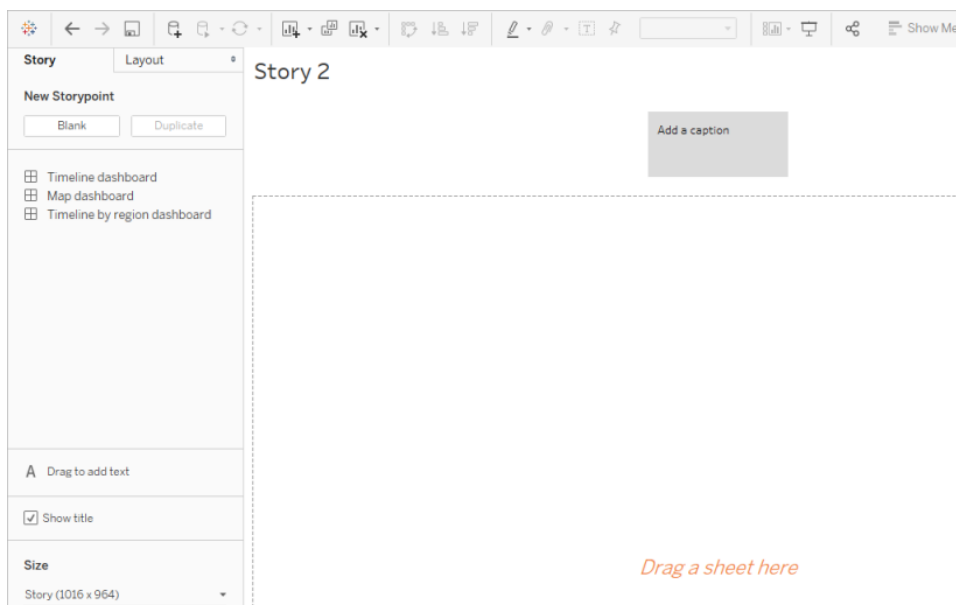 Show Me
Story
Layout
Story 2
New Storypoint
Blank
Duplicate
Add a caption
Timeline dashboard
Map dashboard
Timeline by region dashboard
A Drag to add text
Show title
Drag a sheet here
Size
Story (1016 x 964)